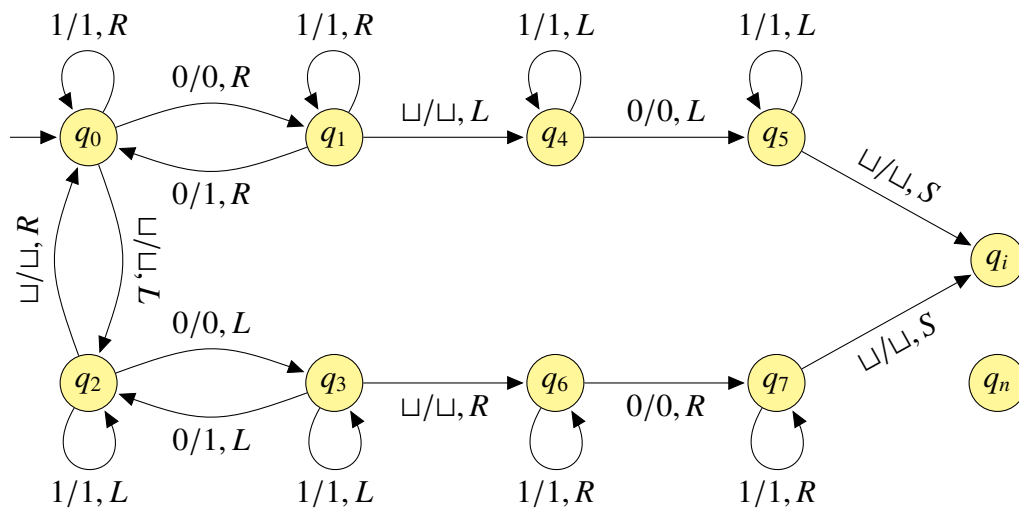 1/1, R 1/1, R 1/1, L 1/1, L
0/0, R
q₀ q₁ ⊔/⊔, L q₄ 0/0, L q₅
0/1, R
⊔/⊔, S
⊔/⊔, R ⊔/⊔, L
qᵢ
0/0, L
⊔/⊔, S
q₂ q₃ ⊔/⊔, R q₆ 0/0, R q₇ qₙ
0/1, L
1/1, L 1/1, L 1/1, R 1/1, R